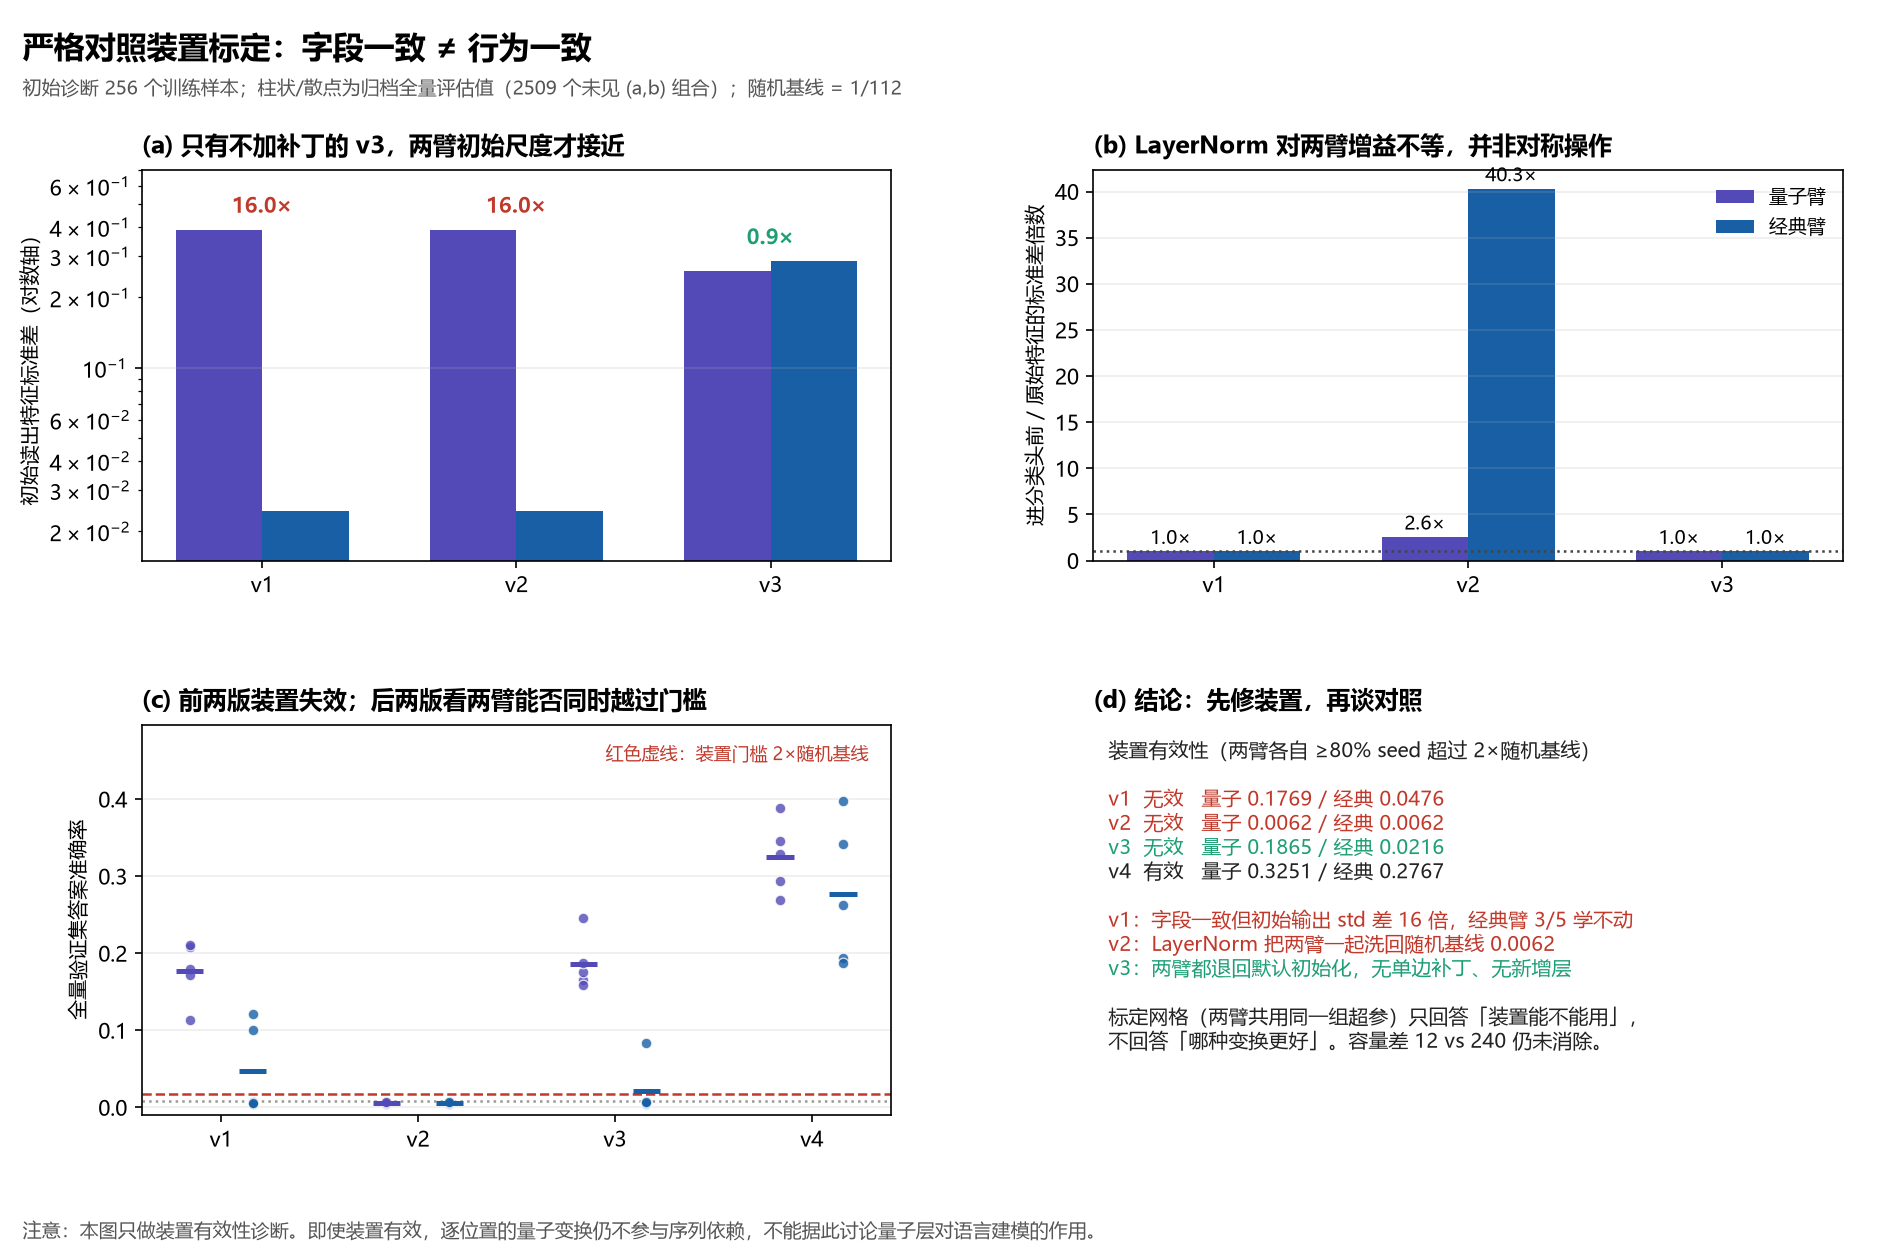 严格对照装置标定：字段一致 ≠ 行为一致
初始诊断 256 个训练样本；柱状/散点为归档全量评估值（2509 个未见 (a,b) 组合）；随机基线 = 1/112
(a) 只有不加补丁的 v3，两臂初始尺度才接近
初始读出特征标准差（对数轴）
6 × 10⁻¹
4 × 10⁻¹
3 × 10⁻¹
2 × 10⁻¹
10⁻¹
6 × 10⁻²
4 × 10⁻²
3 × 10⁻²
2 × 10⁻²
16.0×
16.0×
0.9×
v1
v2
v3
(b) LayerNorm 对两臂增益不等，并非对称操作
进分类头前 / 原始特征的标准差倍数
40
35
30
25
20
15
10
5
0
1.0×
1.0×
2.6×
40.3×
1.0×
1.0×
量子臂
经典臂
v1
v2
v3
(c) 前两版装置失效；后两版看两臂能否同时越过门槛
红色虚线：装置门槛 2×随机基线
全量验证集答案准确率
0.4
0.3
0.2
0.1
0.0
v1
v2
v3
v4
(d) 结论：先修装置，再谈对照
装置有效性（两臂各自 ≥80% seed 超过 2×随机基线）
v1 无效 量子 0.1769 / 经典 0.0476
v2 无效 量子 0.0062 / 经典 0.0062
v3 无效 量子 0.1865 / 经典 0.0216
v4 有效 量子 0.3251 / 经典 0.2767
v1：字段一致但初始输出 std 差 16 倍，经典臂 3/5 学不动
v2：LayerNorm 把两臂一起洗回随机基线 0.0062
v3：两臂都退回默认初始化，无单边补丁、无新增层
标定网格（两臂共用同一组超参）只回答「装置能不能用」，
不回答「哪种变换更好」。容量差 12 vs 240 仍未消除。
注意：本图只做装置有效性诊断。即使装置有效，逐位置的量子变换仍不参与序列依赖，不能据此讨论量子层对语言建模的作用。